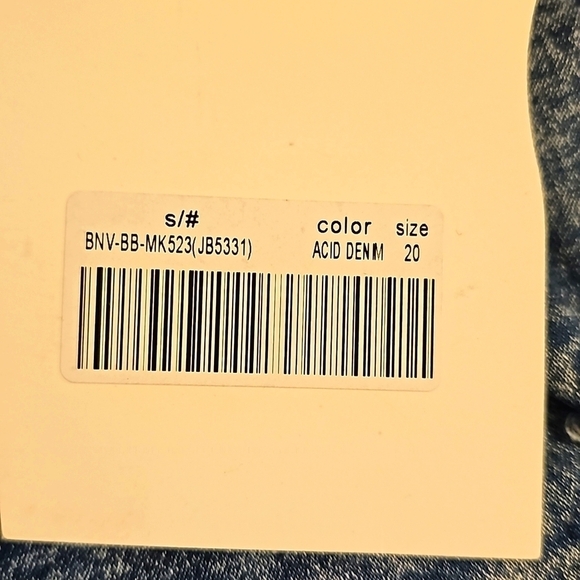 s/# color size
BNV-BB-MK523(JB5331) ACID DENIM 20